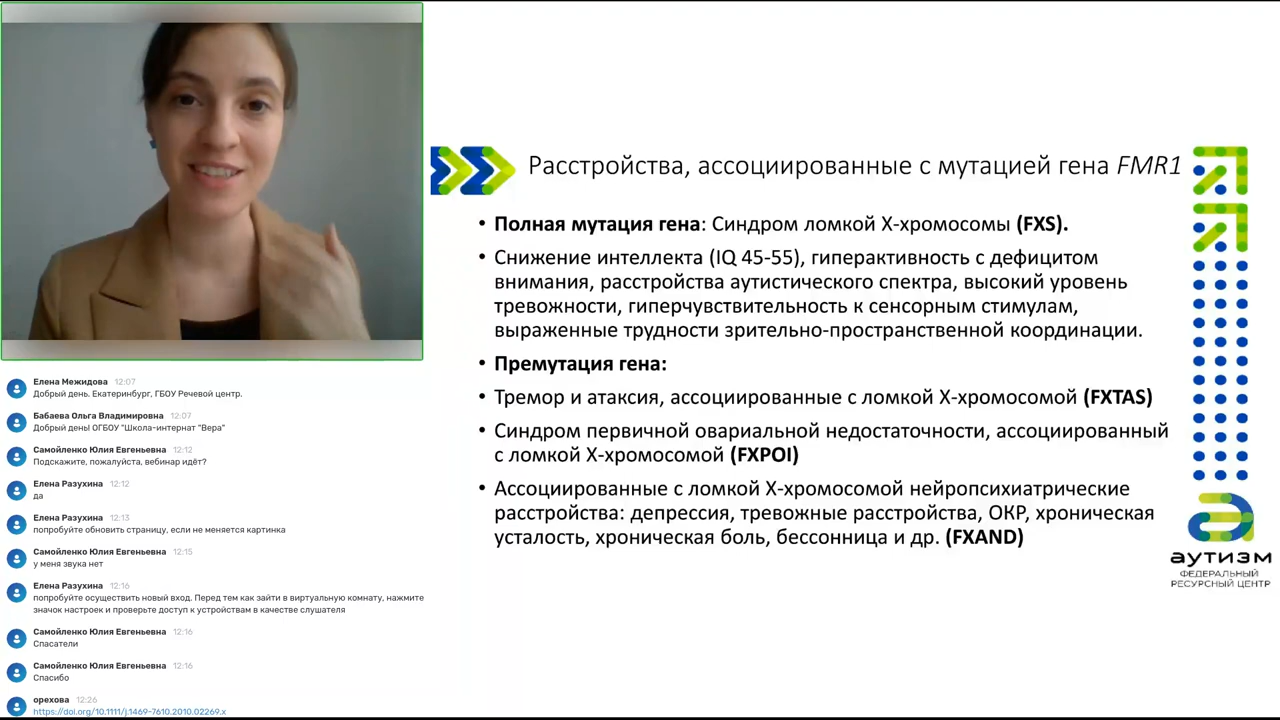 Расстройства, ассоциированные с мутацией гена FMR1
• Полная мутация гена: Синдром ломкой X-хромосомы (FXS).
• Снижение интеллекта (IQ 45-55), гиперактивность с дефицитом
внимания, расстройства аутистического спектра, высокий уровень
тревожности, гиперчувствительность к сенсорным стимулам,
выраженные трудности зрительно-пространственной координации.
• Премутация гена:
• Тремор и атаксия, ассоциированные с ломкой X-хромосомой (FXTAS)
• Синдром первичной овариальной недостаточности, ассоциированный
с ломкой X-хромосомой (FXPOI)
• Ассоциированные с ломкой X-хромосомой нейропсихиатрические
расстройства: депрессия, тревожные расстройства, ОКР, хроническая
усталость, хроническая боль, бессонница и др. (FXAND)
аутизм
ФЕДЕРАЛЬНЫЙ
РЕСУРСНЫЙ ЦЕНТР
Елена Межидова 12:07
Добрый день. Екатеринбург, ГБОУ Речевой центр.
Бабаева Ольга Владимировна 12:07
Добрый день! ОГБОУ "Школа-интернат "Вера"
Самойленко Юлия Евгеньевна 12:12
Подскажите, пожалуйста, вебинар идёт?
Елена Разухина 12:12
да
Елена Разухина 12:13
попробуйте обновить страницу, если не меняется картинка
Самойленко Юлия Евгеньевна 12:15
у меня звука нет
Елена Разухина 12:16
попробуйте осуществить новый вход. Перед тем как зайти в виртуальную комнату, нажмите
значок настроек и проверьте доступ к устройствам в качестве слушателя
Самойленко Юлия Евгеньевна 12:16
Спасатели
Самойленко Юлия Евгеньевна 12:16
Спасибо
орехова 12:26
https://doi.org/10.1111/j.1469-7610.2010.02269.x